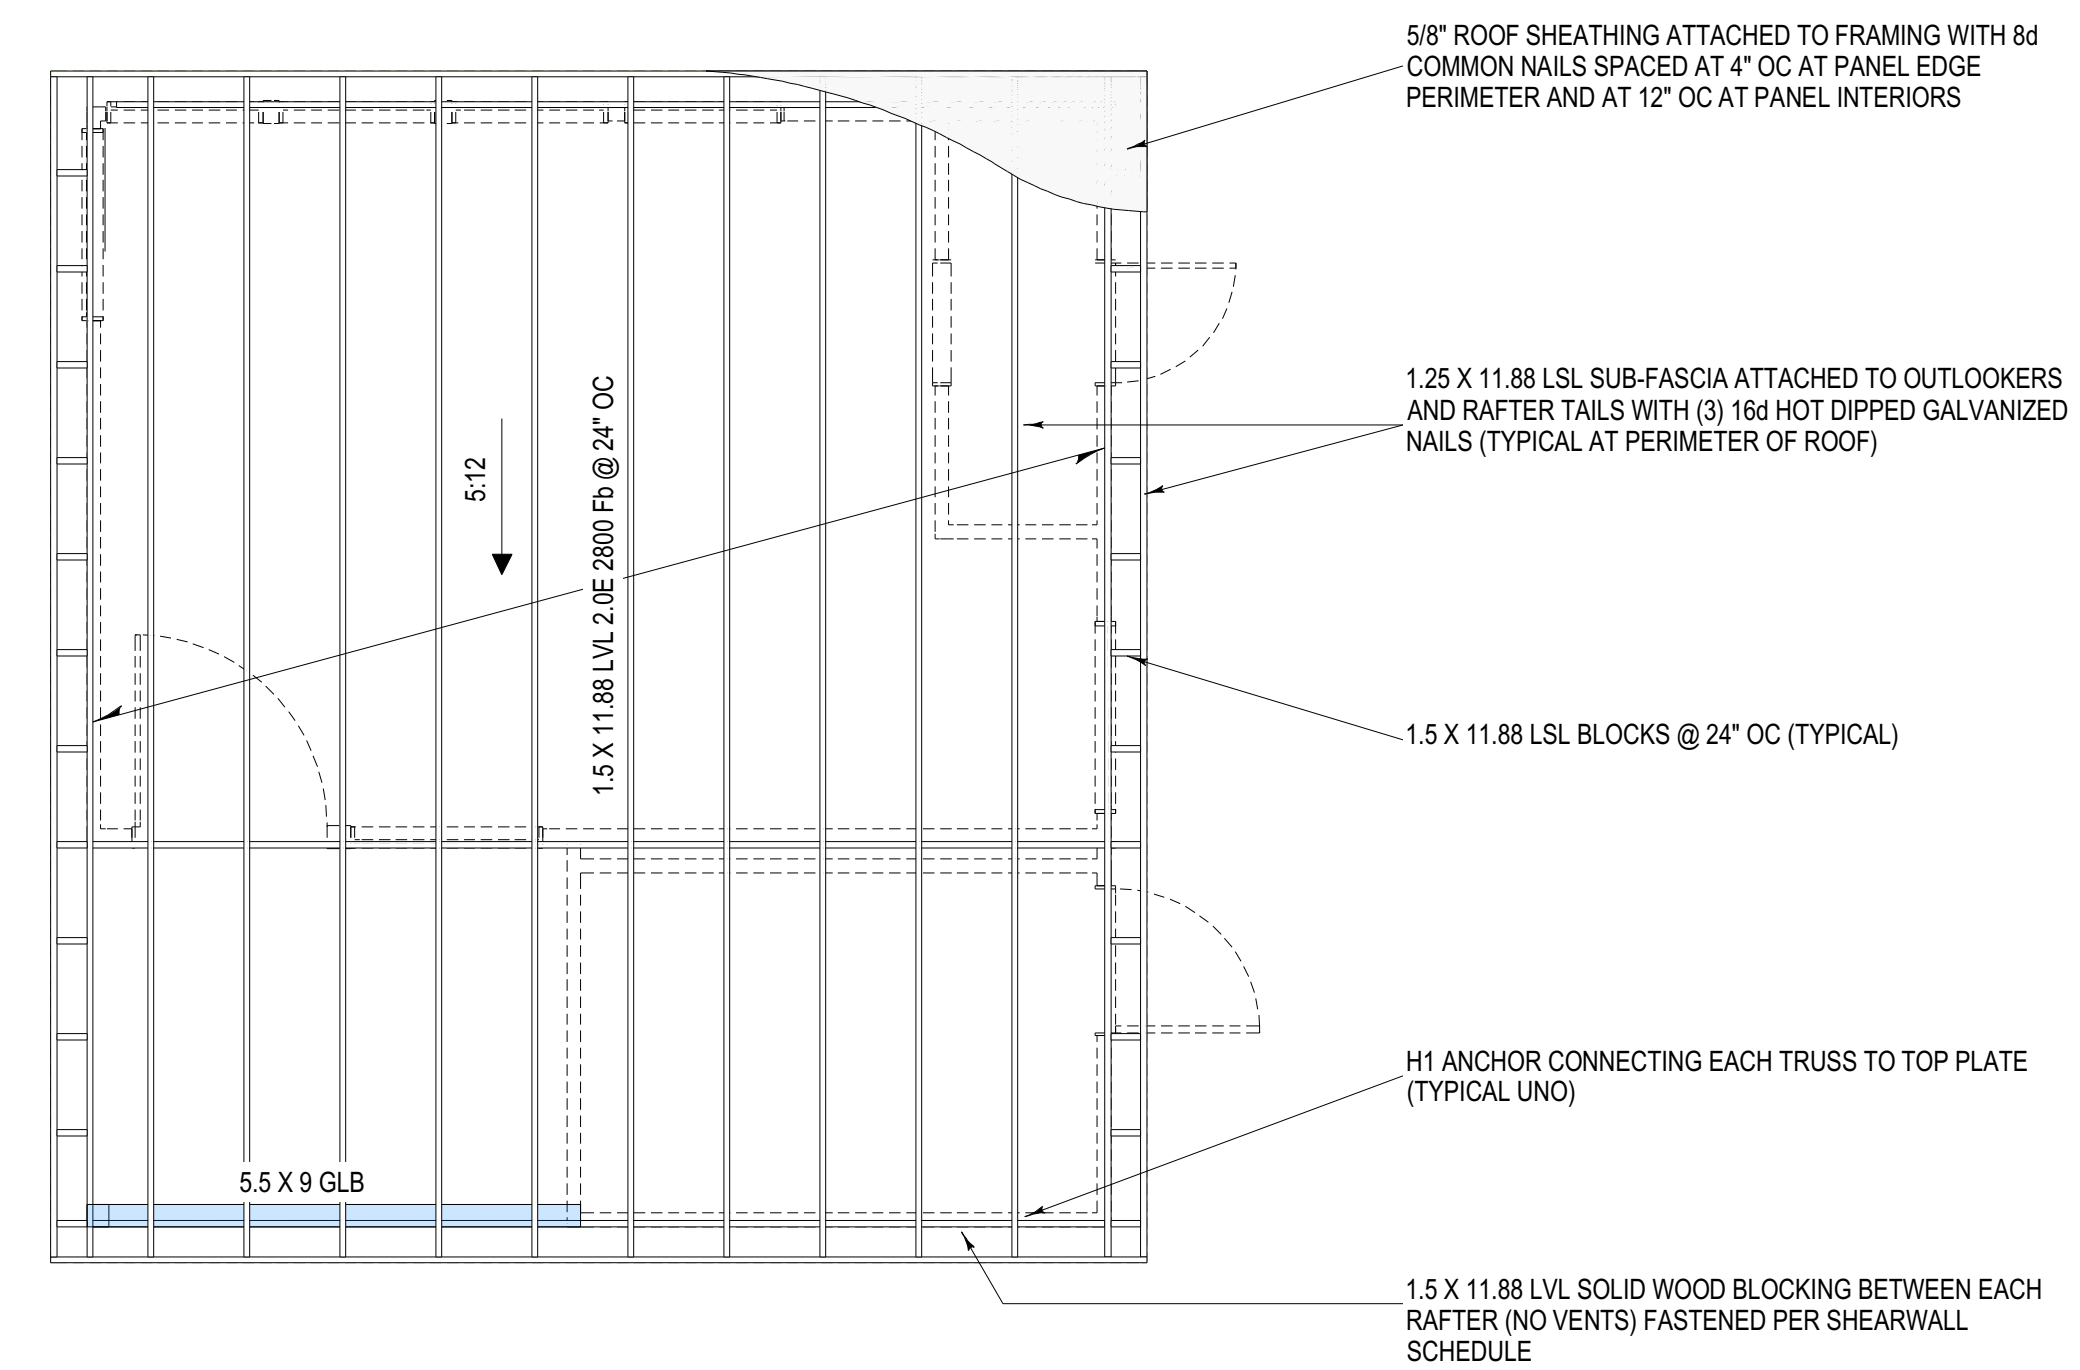 5/8" ROOF SHEATHING ATTACHED TO FRAMING WITH 8d
COMMON NAILS SPACED AT 4" OC AT PANEL EDGE
PERIMETER AND AT 12" OC AT PANEL INTERIORS
1.25 X 11.88 LSL SUB-FASCIA ATTACHED TO OUTLOOKERS
AND RAFTER TAILS WITH (3) 16d HOT DIPPED GALVANIZED
NAILS (TYPICAL AT PERIMETER OF ROOF)
5:12
1.5 X 11.88 LVL 2.0E 2800 Fb @ 24" OC
1.5 X 11.88 LSL BLOCKS @ 24" OC (TYPICAL)
H1 ANCHOR CONNECTING EACH TRUSS TO TOP PLATE
(TYPICAL UNO)
5.5 X 9 GLB
1.5 X 11.88 LVL SOLID WOOD BLOCKING BETWEEN EACH
RAFTER (NO VENTS) FASTENED PER SHEARWALL
SCHEDULE